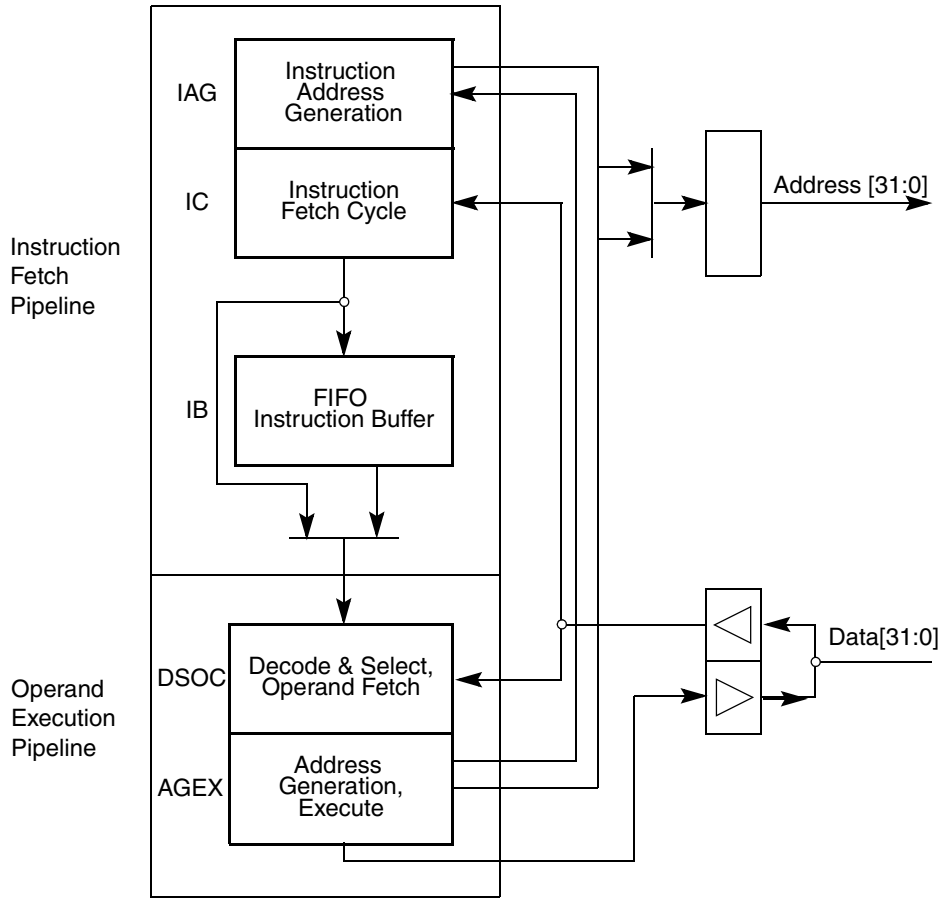 IAG
Instruction
Address
Generation
IC
Instruction
Fetch Cycle
Address [31:0]
Instruction
Fetch
Pipeline
IB
FIFO
Instruction Buffer
Data[31:0]
DSOC
Decode & Select,
Operand Fetch
Operand
Execution
Pipeline
AGEX
Address
Generation,
Execute